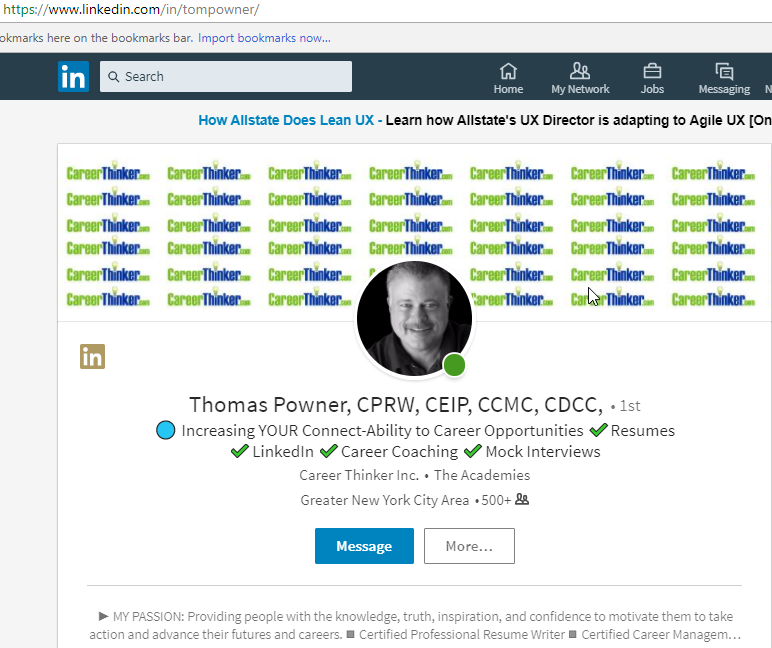 https://www.linkedin.com/in/tompowner/
okmarks here on the bookmarks bar. Import bookmarks now...
in Search Home My Network Jobs Messaging N
How Allstate Does Lean UX - Learn how Allstate's UX Director is adapting to Agile UX [On
CareerThinker.com CareerThinker.com CareerThinker.com CareerThinker.com CareerThinker.com CareerThinker.com CareerThinker.com
CareerThinker.com CareerThinker.com CareerThinker.com CareerThinker.com CareerThinker.com CareerThinker.com CareerThinker.com
CareerThinker.com CareerThinker.com CareerThinker.com CareerThinker.com CareerThinker.com CareerThinker.com CareerThinker.com
CareerThinker.com CareerThinker.com CareerThinker.com CareerThinker.com CareerThinker.com CareerThinker.com CareerThinker.com
CareerThinker.com CareerThinker.com CareerThinker.com CareerThinker.com CareerThinker.com CareerThinker.com
CareerThinker.com CareerThinker.com CareerThinker.com CareerThinker.com CareerThinker.com CareerThinker.com
in
Thomas Powner, CPRW, CEIP, CCMC, CDCC, • 1st
Increasing YOUR Connect-Ability to Career Opportunities ✔ Resumes
✔ LinkedIn ✔ Career Coaching ✔ Mock Interviews
Career Thinker Inc. • The Academies
Greater New York City Area • 500+
Message More...
► MY PASSION: Providing people with the knowledge, truth, inspiration, and confidence to motivate them to take
action and advance their futures and careers. ■ Certified Professional Resume Writer ■ Certified Career Managem…